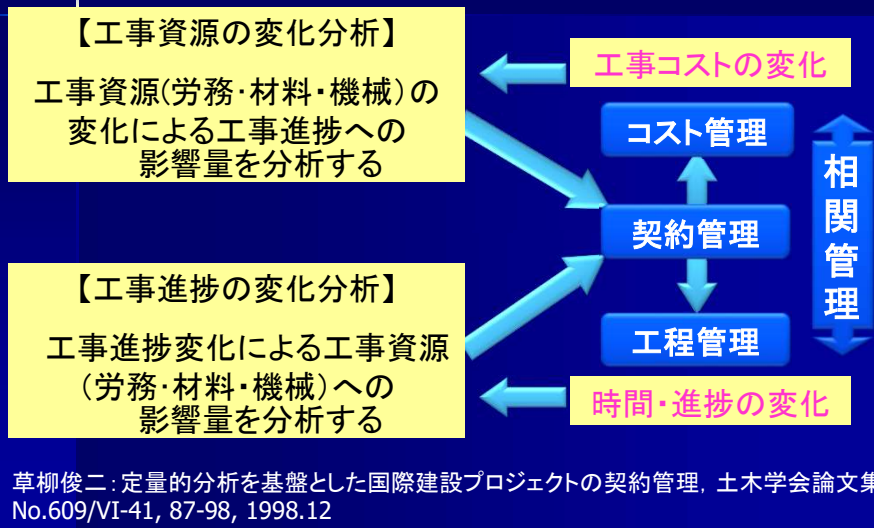 【工事資源の変化分析】
工事資源(労務･材料・機械)の
変化による工事進捗への
影響量を分析する
工事コストの変化
コスト管理
契約管理
工程管理
相関管理
【工事進捗の変化分析】
工事進捗変化による工事資源
(労務･材料・機械)への
影響量を分析する
時間・進捗の変化
草柳俊二：定量的分析を基盤とした国際建設プロジェクトの契約管理，土木学会論文集
No.609/VI-41, 87-98, 1998.12